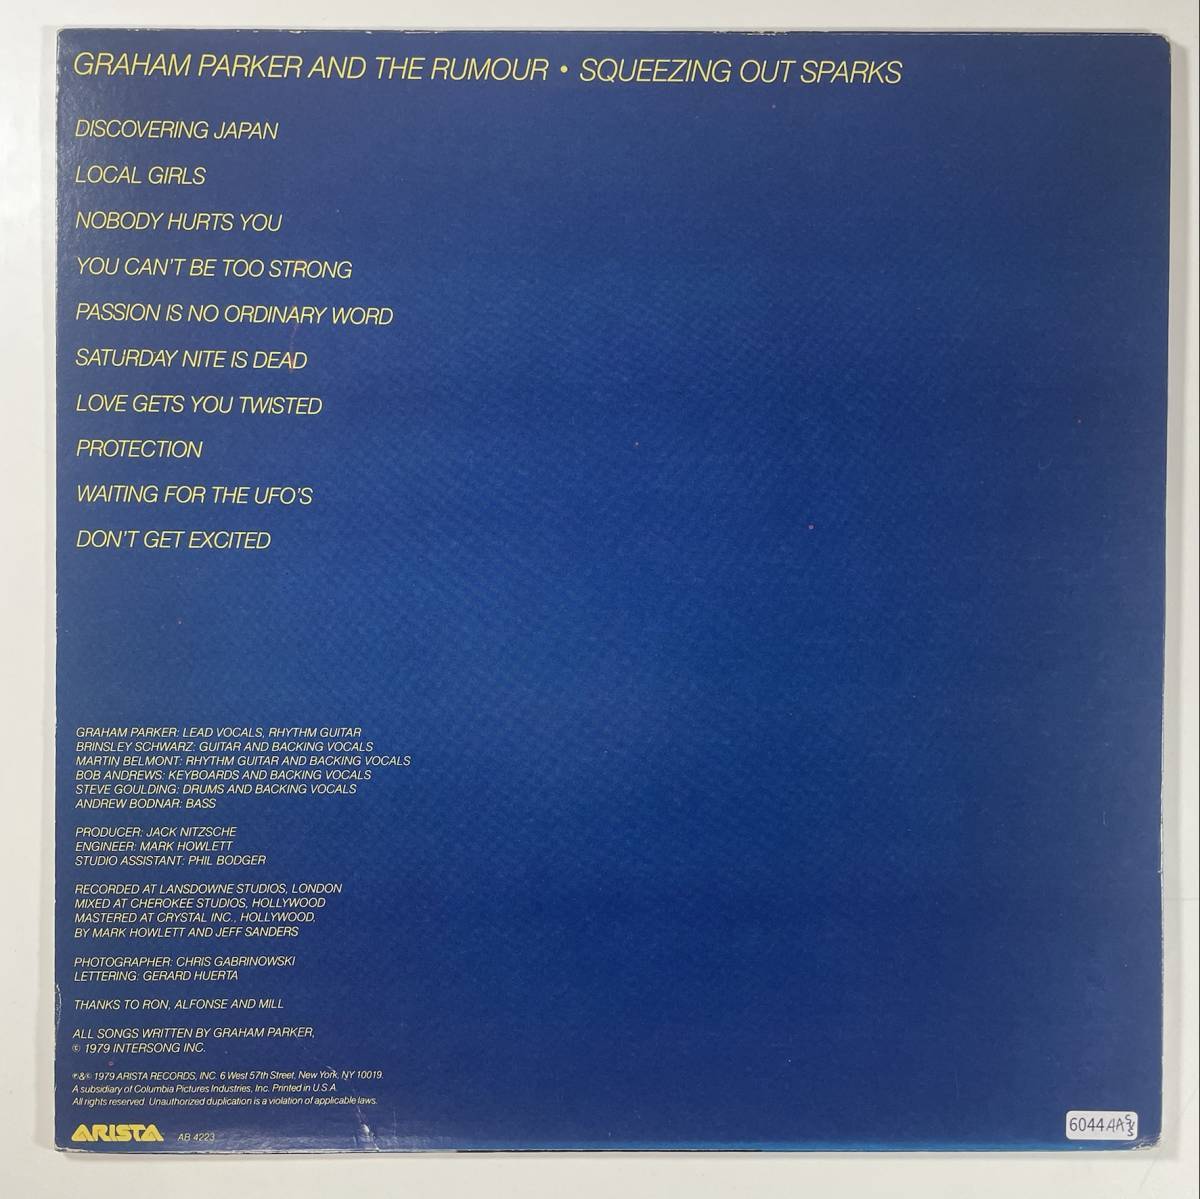 GRAHAM PARKER AND THE RUMOUR • SQUEEZING OUT SPARKS
DISCOVERING JAPAN
LOCAL GIRLS
NOBODY HURTS YOU
YOU CAN'T BE TOO STRONG
PASSION IS NO ORDINARY WORD
SATURDAY NITE IS DEAD
LOVE GETS YOU TWISTED
PROTECTION
WAITING FOR THE UFO'S
DON'T GET EXCITED
GRAHAM PARKER: LEAD VOCALS, RHYTHM GUITAR
BRINSLEY SCHWARZ: GUITAR AND BACKING VOCALS
MARTIN BELMONT: RHYTHM GUITAR AND BACKING VOCALS
BOB ANDREWS: KEYBOARDS AND BACKING VOCALS
STEVE GOULDING: DRUMS AND BACKING VOCALS
ANDREW BODNAR: BASS
PRODUCER: JACK NITZSCHE
ENGINEER: MARK HOWLETT
STUDIO ASSISTANT: PHIL BODGER
RECORDED AT LANSDOWNE STUDIOS, LONDON
MIXED AT CHEROKEE STUDIOS, HOLLYWOOD
MASTERED AT CRYSTAL INC., HOLLYWOOD,
BY MARK HOWLETT AND JEFF SANDERS
PHOTOGRAPHER: CHRIS GABRINOWSKI
LETTERING: GERARD HUERTA
THANKS TO RON, ALFONSE AND MILL
ALL SONGS WRITTEN BY GRAHAM PARKER,
© 1979 INTERSONG INC.
℗&© 1979 ARISTA RECORDS, INC. 6 West 57th Street, New York, NY 10019.
A subsidiary of Columbia Pictures Industries, Inc. Printed in U.S.A.
All rights reserved. Unauthorized duplication is a violation of applicable laws.
ARISTA AB 4223
6044